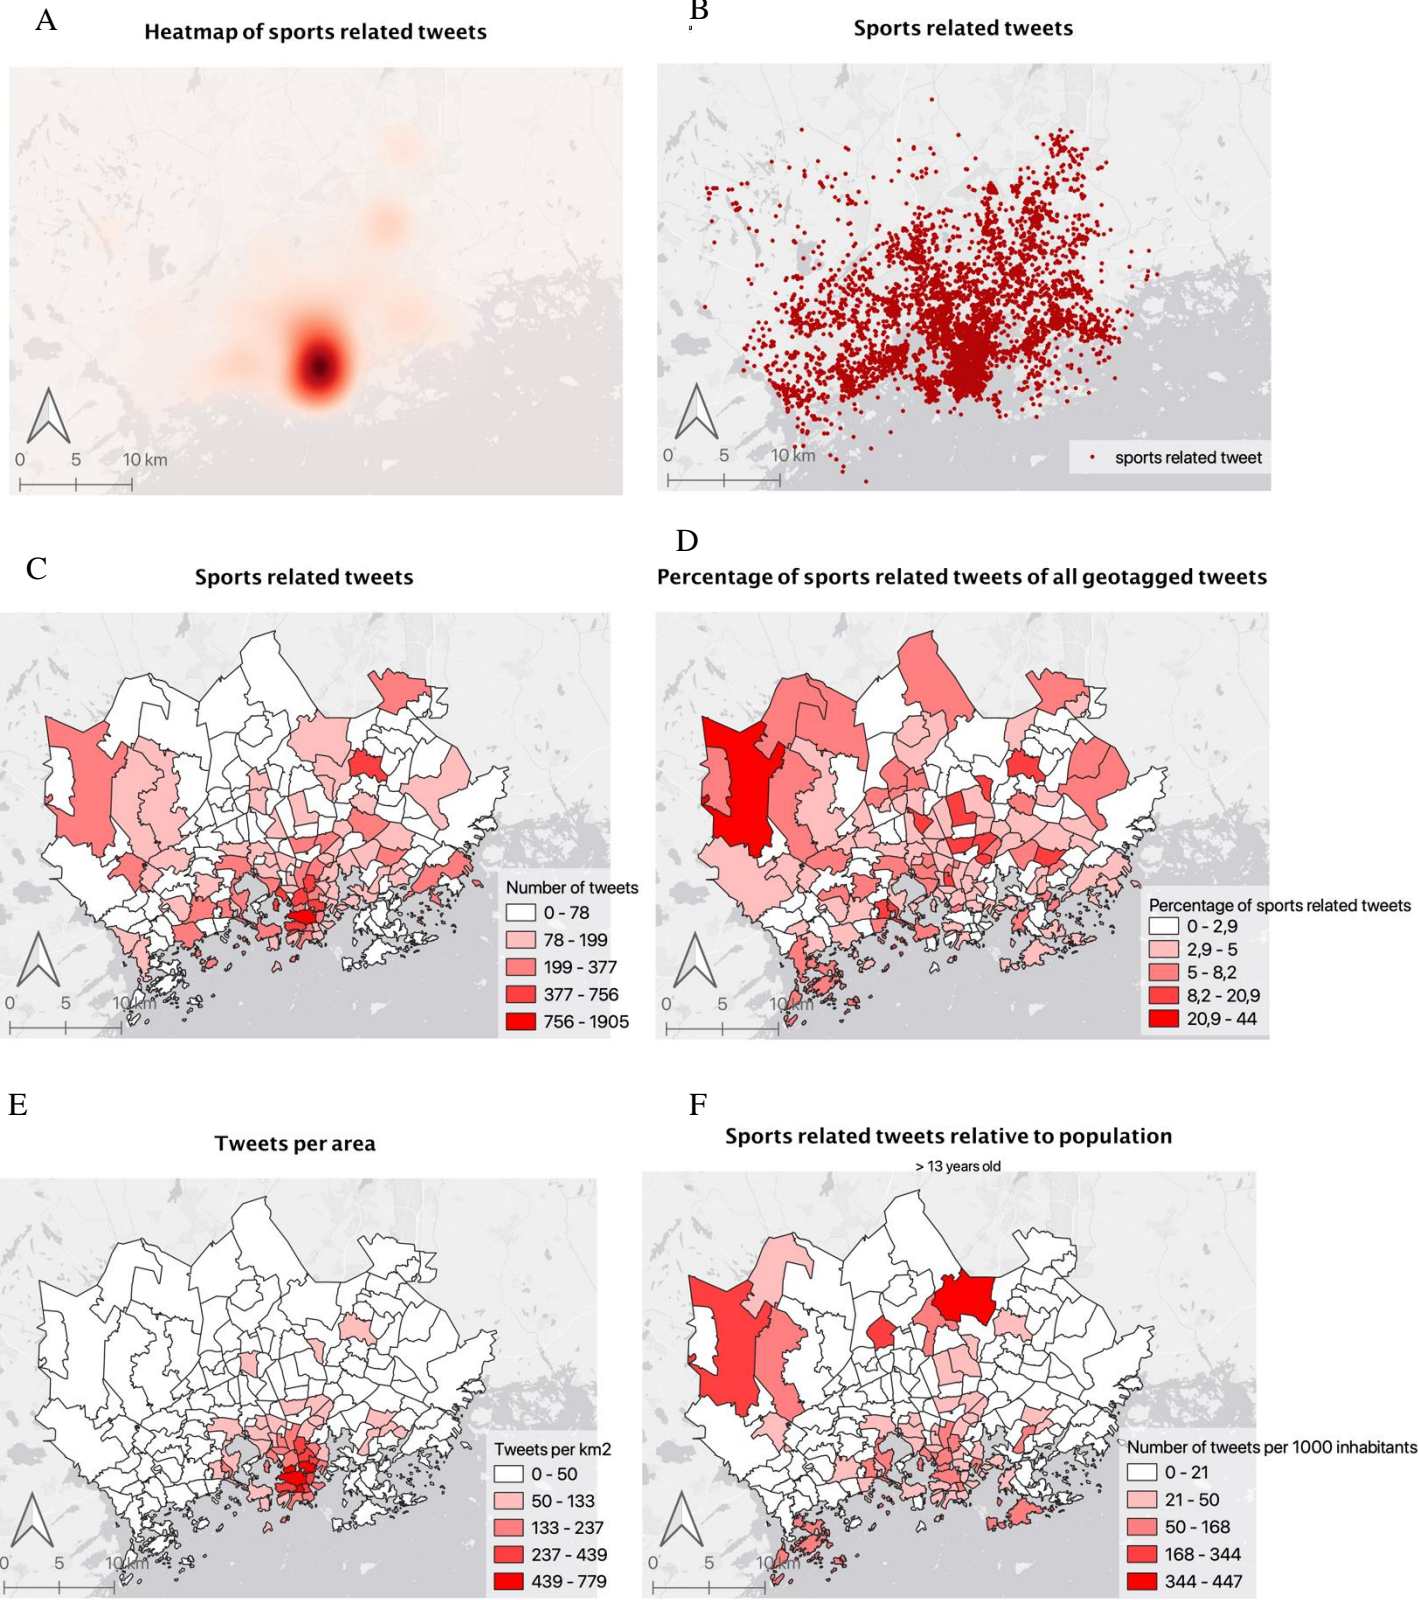 A
Heatmap of sports related tweets
0 5 10 km
B
Sports related tweets
0 5 10 km
sports related tweet
C
Sports related tweets
Number of tweets
0 - 78
78 - 199
199 - 377
377 - 756
756 - 1905
0 5 10 km
D
Percentage of sports related tweets of all geotagged tweets
Percentage of sports related tweets
0 - 2,9
2,9 - 5
5 - 8,2
8,2 - 20,9
20,9 - 44
0 5 10 km
E
Tweets per area
Tweets per km2
0 - 50
50 - 133
133 - 237
237 - 439
439 - 779
0 5 10 km
F
Sports related tweets relative to population
> 13 years old
Number of tweets per 1000 inhabitants
0 - 21
21 - 50
50 - 168
168 - 344
344 - 447
0 5 10 km